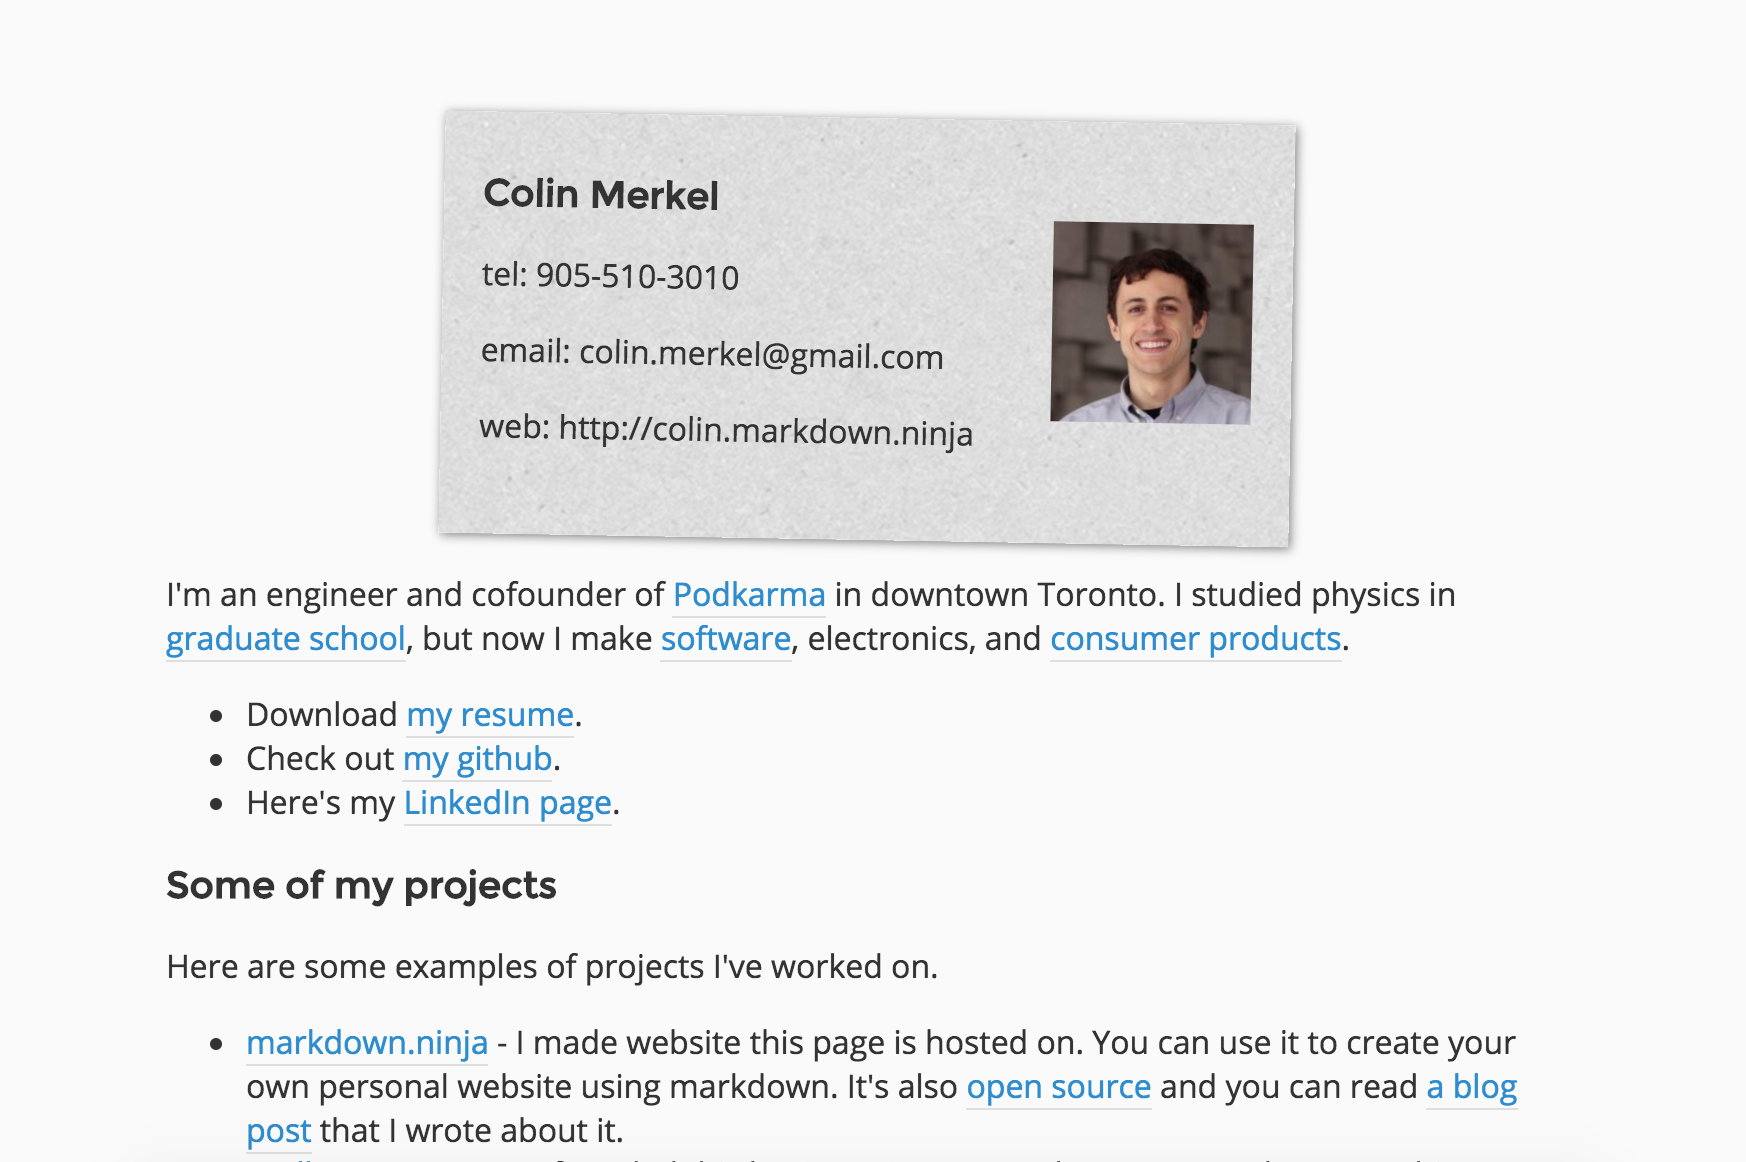 Colin Merkel
tel: 905-510-3010
email: colin.merkel@gmail.com
web: http://colin.markdown.ninja
I'm an engineer and cofounder of Podkarma in downtown Toronto. I studied physics in
graduate school, but now I make software, electronics, and consumer products.
• Download my resume.
• Check out my github.
• Here's my LinkedIn page.
Some of my projects
Here are some examples of projects I've worked on.
• markdown.ninja - I made website this page is hosted on. You can use it to create your
own personal website using markdown. It's also open source and you can read a blog
post that I wrote about it.